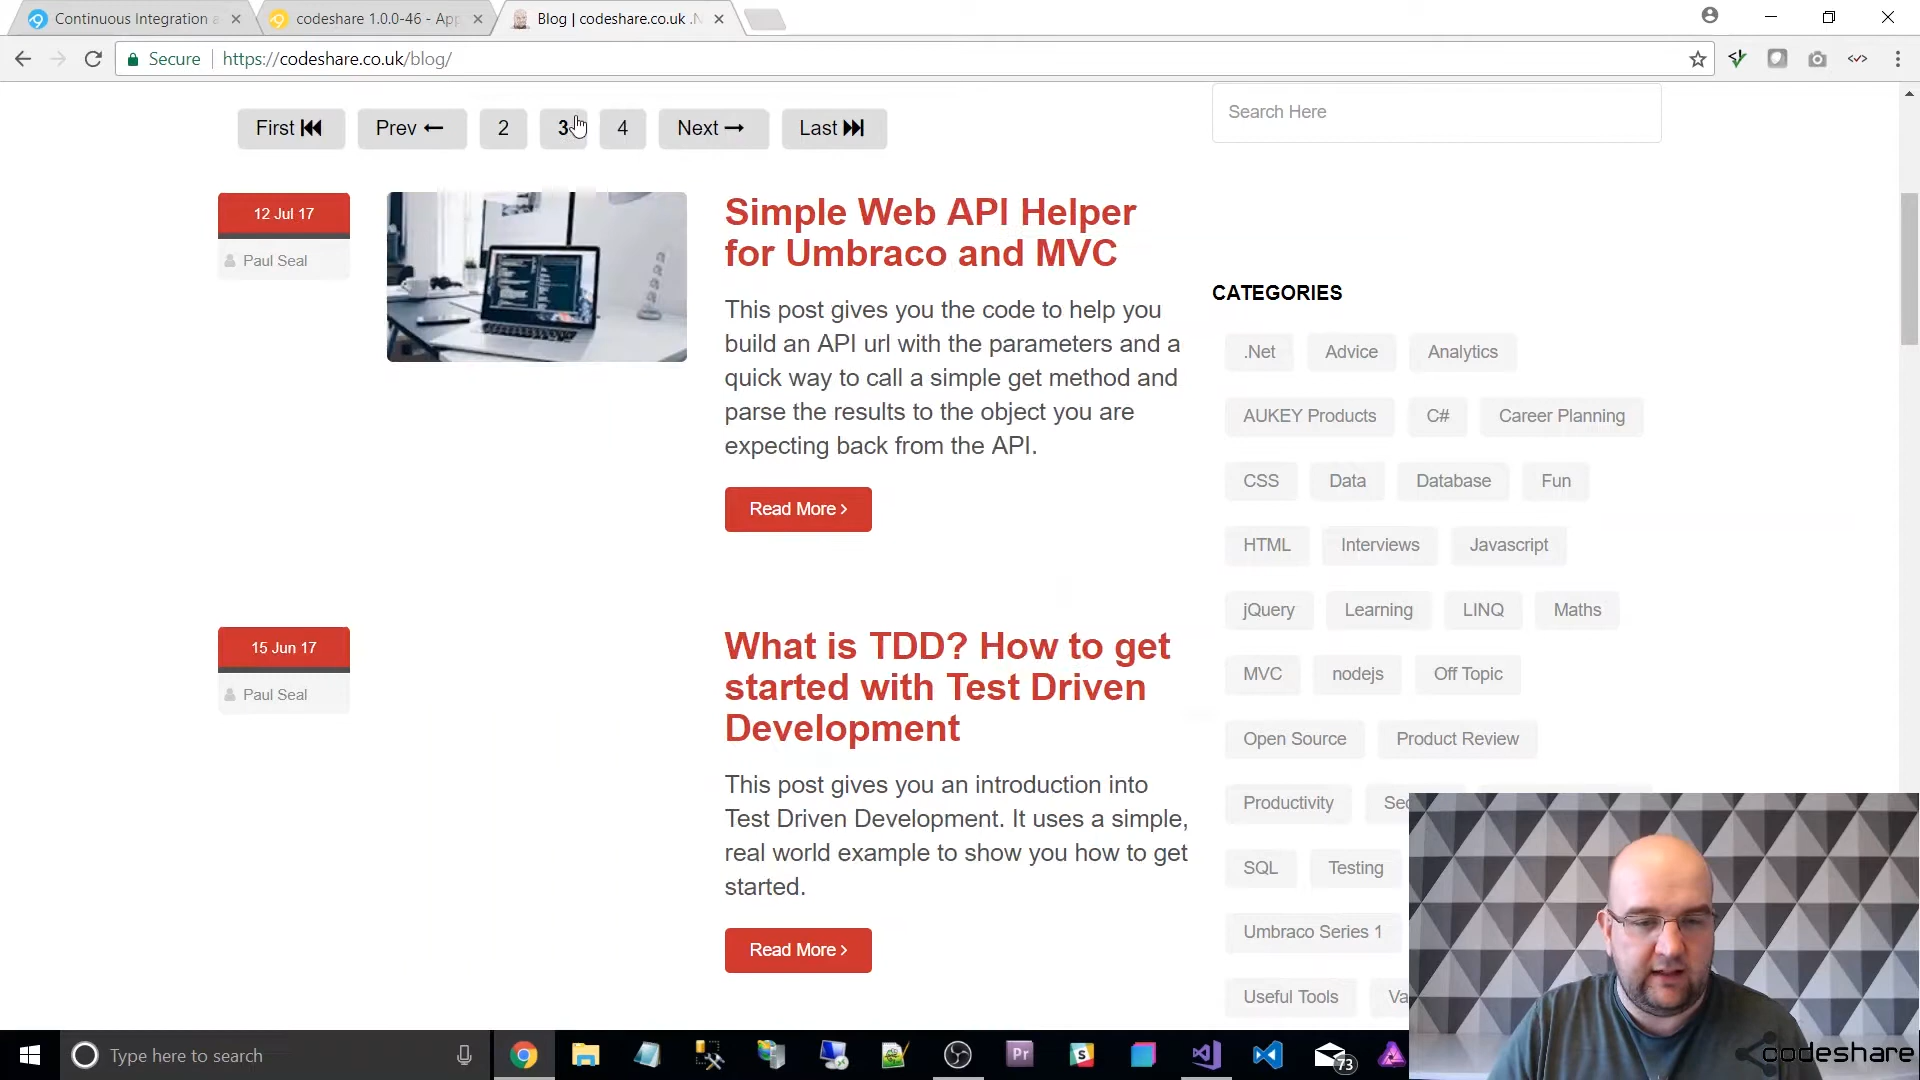 Continuous Integration a
codeshare 1.0.0-46 - App
Blog | codeshare.co.uk .N
Secure
https://codeshare.co.uk/blog/
First
Prev
2
3
4
Next
Last
Search Here
12 Jul 17
Paul Seal
Simple Web API Helper
for Umbraco and MVC
This post gives you the code to help you
build an API url with the parameters and a
quick way to call a simple get method and
parse the results to the object you are
expecting back from the API.
Read More
15 Jun 17
Paul Seal
What is TDD? How to get
started with Test Driven
Development
This post gives you an introduction into
Test Driven Development. It uses a simple,
real world example to show you how to get
started.
Read More
CATEGORIES
.Net Advice Analytics
AUKEY Products C# Career Planning
CSS Data Database Fun
HTML Interviews Javascript
jQuery Learning LINQ Maths
MVC nodejs Off Topic
Open Source Product Review
Productivity Sec
SQL Testing
Umbraco Series 1
Useful Tools Va
codeshare
Type here to search
Pr
S
73